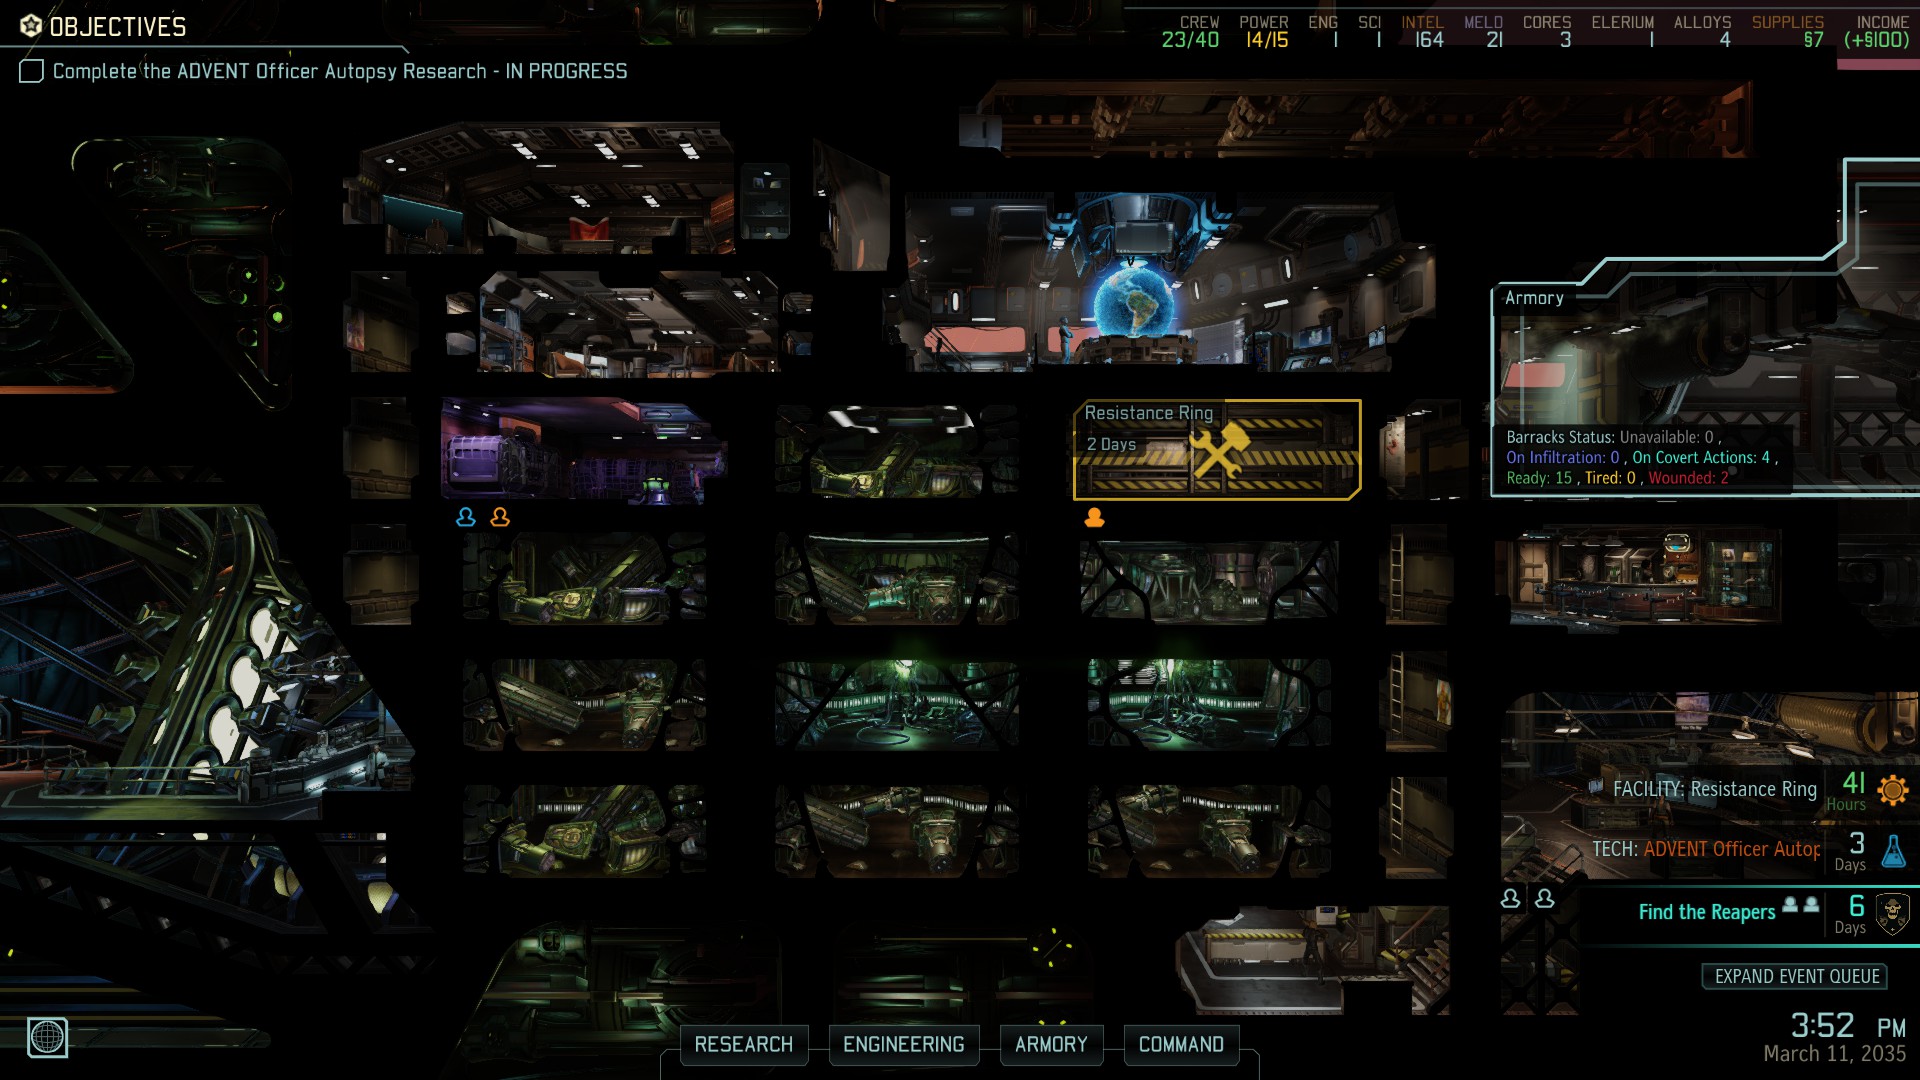 OBJECTIVES
Complete the ADVENT Officer Autopsy Research - IN PROGRESS
CREW POWER ENG SCI INTEL MELD CORES ELERIUM ALLOYS SUPPLIES INCOME
23/40 14/15 1 1 164 21 3 1 4 §7 (+§100)
Armory
Barracks Status: Unavailable: 0 ,
On Infiltration: 0 , On Covert Actions: 4 ,
Ready: 15 , Tired: 0 , Wounded: 2
Resistance Ring
2 Days
FACILITY: Resistance Ring 41 Hours
TECH: ADVENT Officer Autop 3 Days
Find the Reapers 6 Days
EXPAND EVENT QUEUE
RESEARCH ENGINEERING ARMORY COMMAND
3:52 PM
March 11, 2035